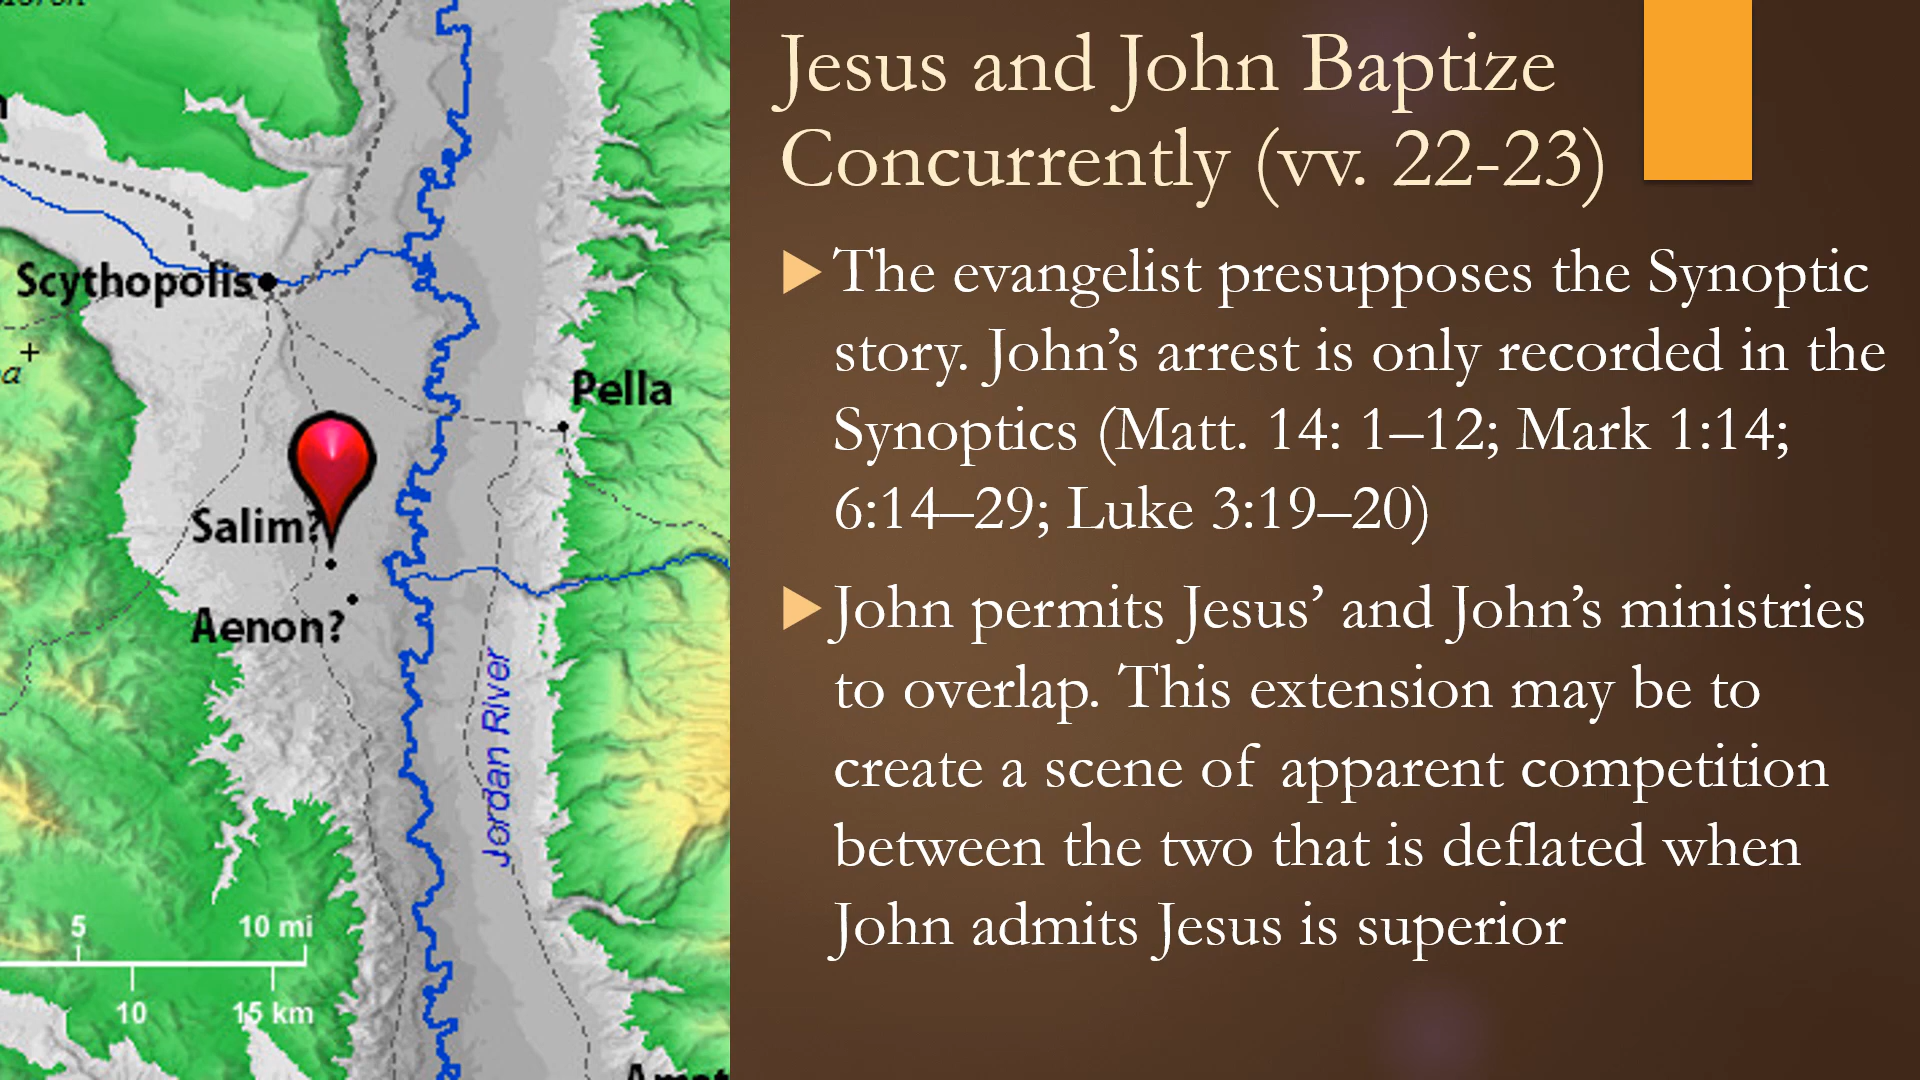 Scythopolis
Pella
Salim?
Aenon?
Jordan River
5
10 mi
10
15 km
Jesus and John Baptize
Concurrently (vv. 22-23)
The evangelist presupposes the Synoptic
story. John’s arrest is only recorded in the
Synoptics (Matt. 14: 1–12; Mark 1:14;
6:14–29; Luke 3:19–20)
John permits Jesus’ and John’s ministries
to overlap. This extension may be to
create a scene of apparent competition
between the two that is deflated when
John admits Jesus is superior